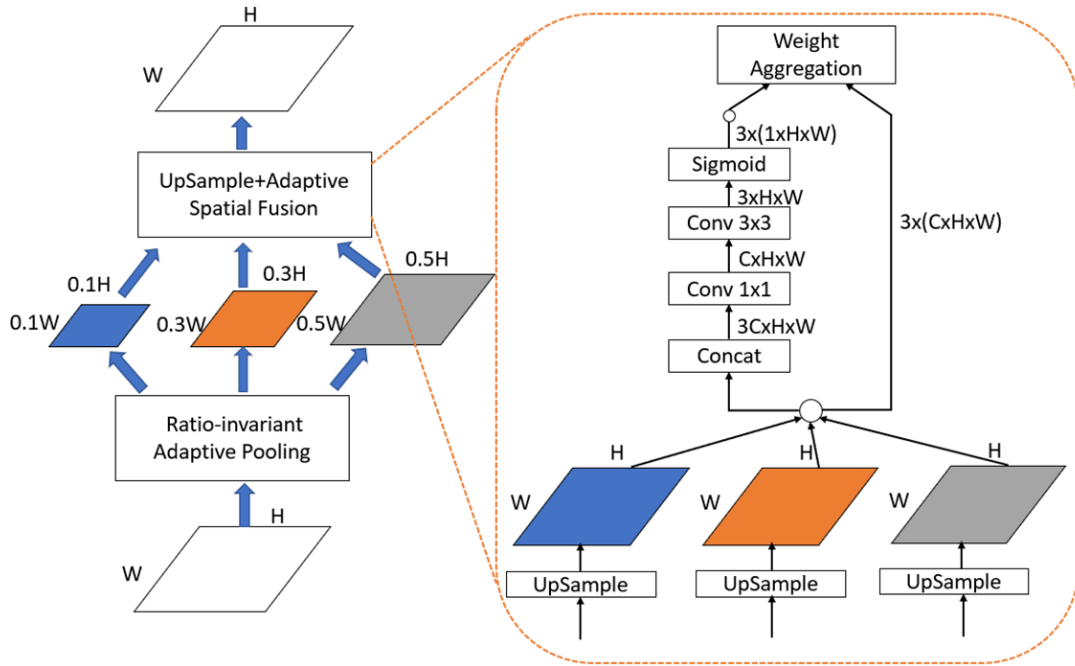 H
W
UpSample+Adaptive
Spatial Fusion
0.1H
0.1W
0.3H
0.3W
0.5H
0.5W
Ratio-invariant
Adaptive Pooling
H
W
Weight
Aggregation
3x(1xHxW)
Sigmoid
3xHxW
Conv 3x3
3x(CxHxW)
CxHxW
Conv 1x1
3CxHxW
Concat
H
H
H
W
W
W
UpSample
UpSample
UpSample